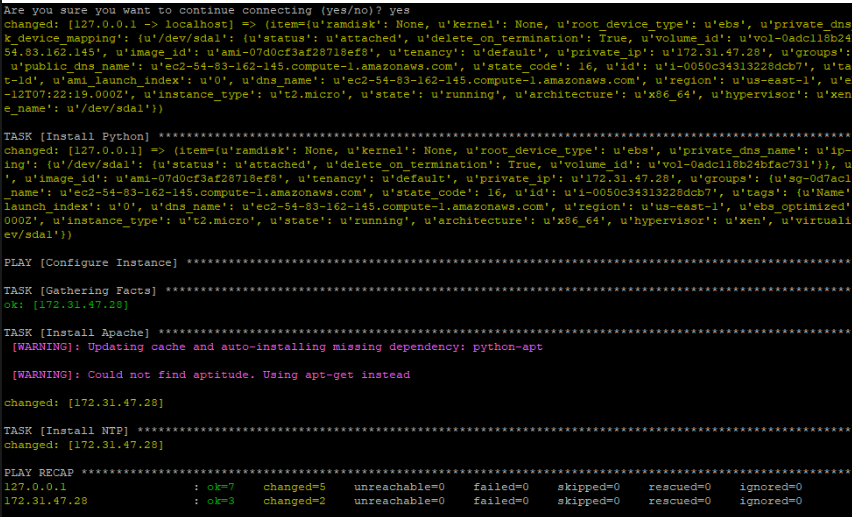 Are you sure you want to continue connecting (yes/no)? yes
changed: [127.0.0.1 -> localhost] => (item={u'ramdisk': None, u'kernel': None, u'root_device_type': u'ebs', u'private_dns
k_device_mapping': {u'/dev/sda1': {u'status': u'attached', u'delete_on_termination': True, u'volume_id': u'vol-0adc118b24
54.83.162.145', u'image_id': u'ami-07d0cf3af28718ef8', u'tenancy': u'default', u'private_ip': u'172.31.47.28', u'groups':
 u'public_dns_name': u'ec2-54-83-162-145.compute-1.amazonaws.com', u'state_code': 16, u'id': u'i-0050c34313228dcb7', u'ta
t-1d', u'ami_launch_index': u'0', u'dns_name': u'ec2-54-83-162-145.compute-1.amazonaws.com', u'region': u'us-east-1', u'e
-12T07:22:19.000Z', u'instance_type': u't2.micro', u'state': u'running', u'architecture': u'x86_64', u'hypervisor': u'xen
e_name': u'/dev/sda1'})
TASK [Install Python] ***************************************************************************************************
changed: [127.0.0.1] => (item={u'ramdisk': None, u'kernel': None, u'root_device_type': u'ebs', u'private_dns_name': u'ip-
ing': {u'/dev/sda1': {u'status': u'attached', u'delete_on_termination': True, u'volume_id': u'vol-0adc118b24bfac731'}}, u
', u'image_id': u'ami-07d0cf3af28718ef8', u'tenancy': u'default', u'private_ip': u'172.31.47.28', u'groups': {u'sg-0d7ac1
_name': u'ec2-54-83-162-145.compute-1.amazonaws.com', u'state_code': 16, u'id': u'i-0050c34313228dcb7', u'tags': {u'Name'
launch_index': u'0', u'dns_name': u'ec2-54-83-162-145.compute-1.amazonaws.com', u'region': u'us-east-1', u'ebs_optimized'
000Z', u'instance_type': u't2.micro', u'state': u'running', u'architecture': u'x86_64', u'hypervisor': u'xen', u'virtuali
ev/sda1'})
PLAY [Configure Instance] ***********************************************************************************************
TASK [Gathering Facts] **************************************************************************************************
ok: [172.31.47.28]
TASK [Install Apache] ***************************************************************************************************
 [WARNING]: Updating cache and auto-installing missing dependency: python-apt
 [WARNING]: Could not find aptitude. Using apt-get instead
changed: [172.31.47.28]
TASK [Install NTP] ******************************************************************************************************
changed: [172.31.47.28]
PLAY RECAP **************************************************************************************************************
127.0.0.1                  : ok=7    changed=5    unreachable=0    failed=0    skipped=0    rescued=0    ignored=0
172.31.47.28               : ok=3    changed=2    unreachable=0    failed=0    skipped=0    rescued=0    ignored=0